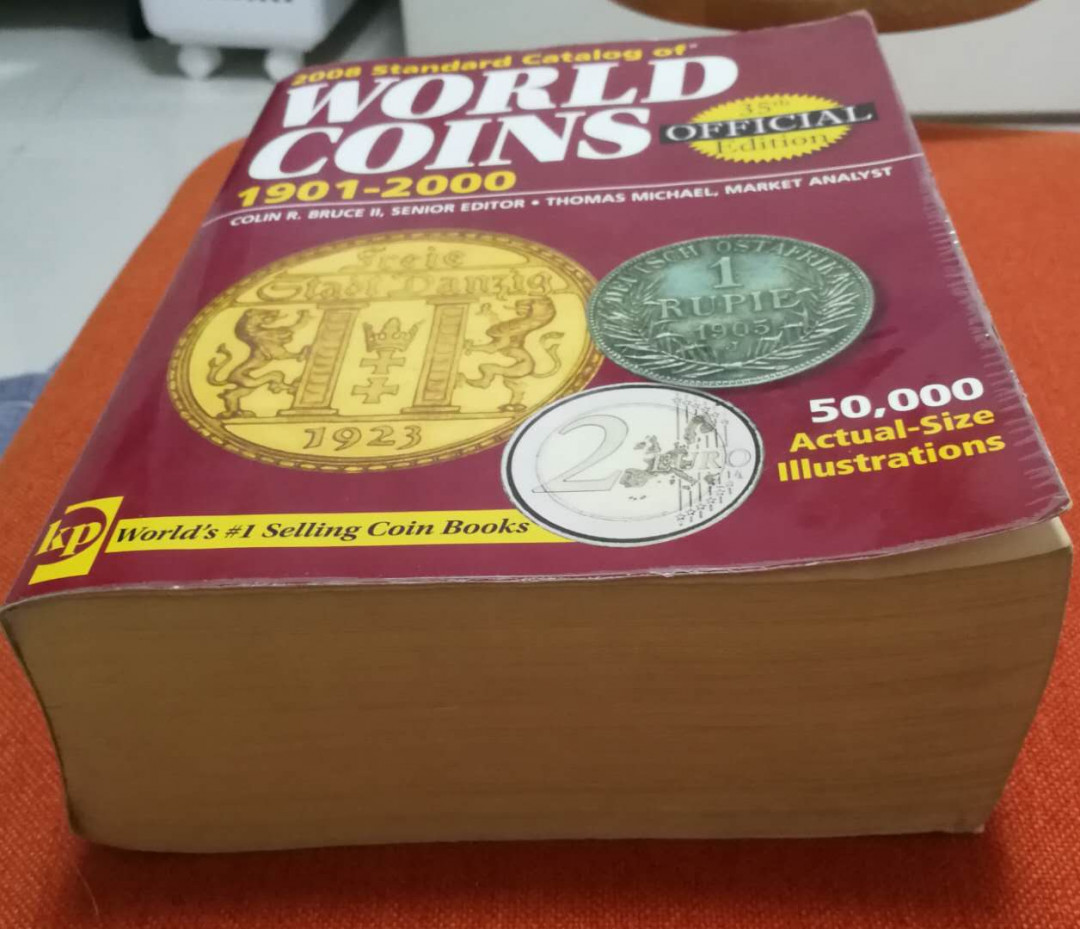 2008 Standard Catalog of
WORLD
COINS
1901-2000
35th
OFFICIAL
Edition
COLIN R. BRUCE II, SENIOR EDITOR • THOMAS MICHAEL, MARKET ANALYST
Freie
Stadt Danzig
1923
DEUTSCH OSTAFRIKA
1
RUPIE
1905
2 EURO
50,000
Actual-Size
Illustrations
kp
World's #1 Selling Coin Books